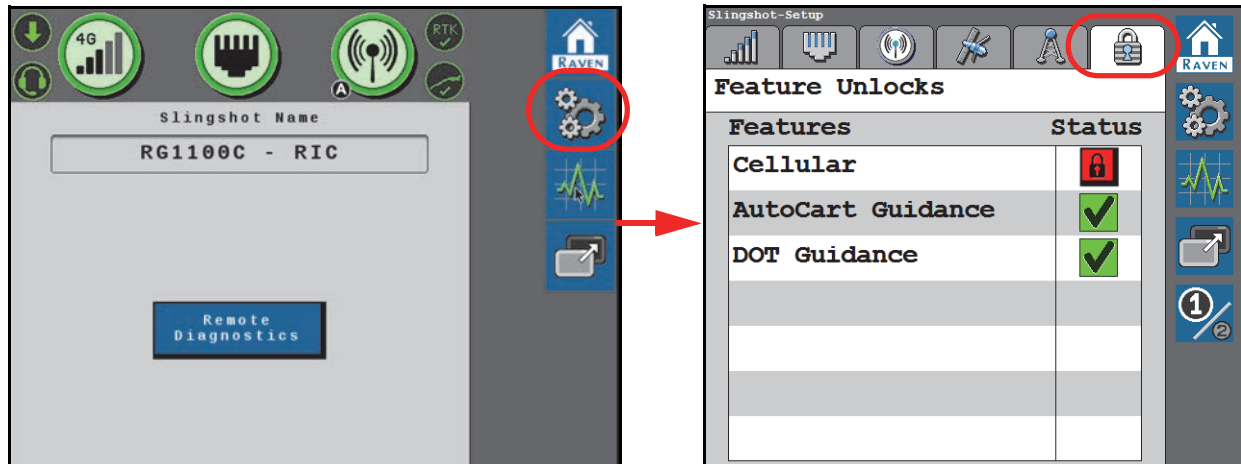 4G
RTK
A
RAVEN
Slingshot Name
RG1100C - RIC
Remote
Diagnostics
Slingshot-Setup
RAVEN
Feature Unlocks
Features Status
Cellular
AutoCart Guidance
DOT Guidance
1/2